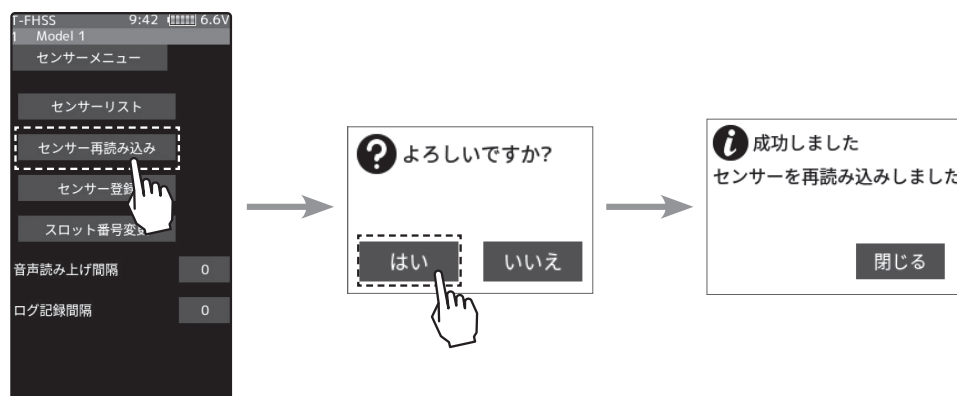 T-FHSS 9:42 6.6V
1 Model 1
センサーメニュー
センサーリスト
センサー再読み込み
センサー登録
スロット番号変更
音声読み上げ間隔 0
ログ記録間隔 0
よろしいですか?
はい いいえ
成功しました
センサーを再読み込みしました
閉じる